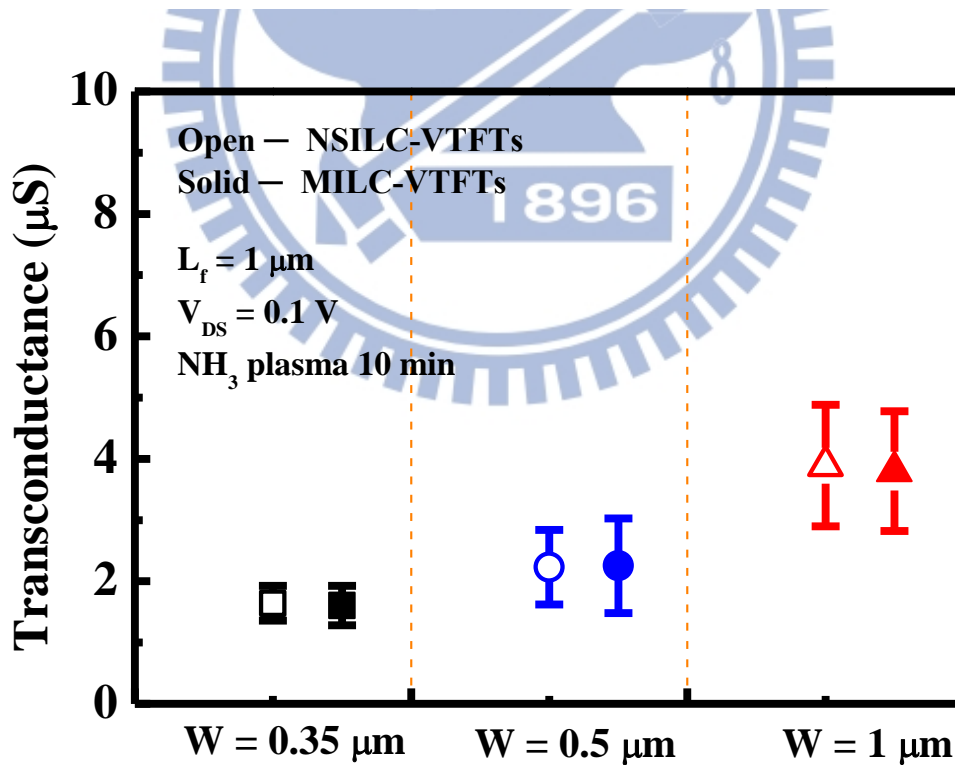 8
1896
10
8
6
4
2
0
Transconductance (μS)
Open — NSILC-VTFTs
Solid — MILC-VTFTs
L_f = 1 μm
V_DS = 0.1 V
NH_3 plasma 10 min
W = 0.35 μm
W = 0.5 μm
W = 1 μm